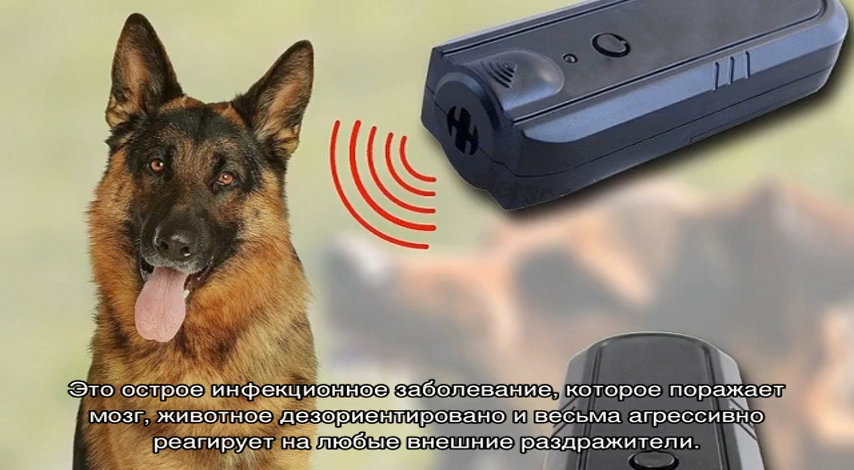 Это острое инфекционное заболевание, которое поражает
мозг, животное дезориентировано и весьма агрессивно
реагирует на любые внешние раздражители.